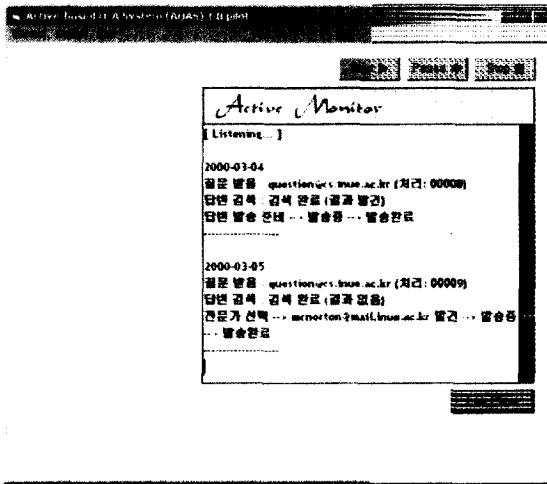 Active Monitor
[ Listening... ]
2000-03-04
질문 받음 : question@cs.inue.ac.kr (처리: 00008)
답변 검색 : 검색 완료 (결과 발견)
답변 발송 준비 --> 발송중 --> 발송완료
2000-03-05
질문 받음 : question@cs.inue.ac.kr (처리: 00009)
답변 검색 : 검색 완료 (결과 없음)
전문가 선택 --> mcnorton@mail.inue.ac.kr 발견 --> 발송중
--> 발송완료